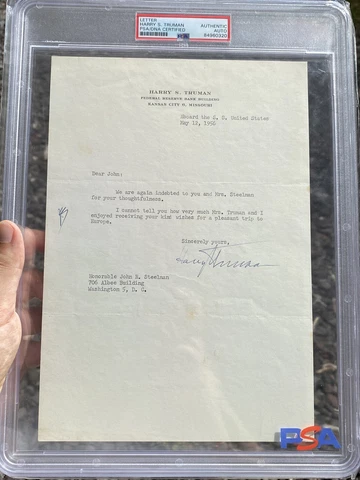 LETTER
HARRY S. TRUMAN
PSA/DNA CERTIFIED
AUTHENTIC
AUTO
84960320
HARRY S. TRUMAN
FEDERAL RESERVE BANK BUILDING
KANSAS CITY 6, MISSOURI
Aboard the S. S. United States
May 12, 1956
Dear John:
We are again indebted to you and Mrs. Steelman
for your thoughtfulness.
I cannot tell you how very much Mrs. Truman and I
enjoyed receiving your kind wishes for a pleasant trip to
Europe.
Sincerely yours,
Harry Truman
Honorable John R. Steelman
706 Albee Building
Washington 5, D. C.
PSA